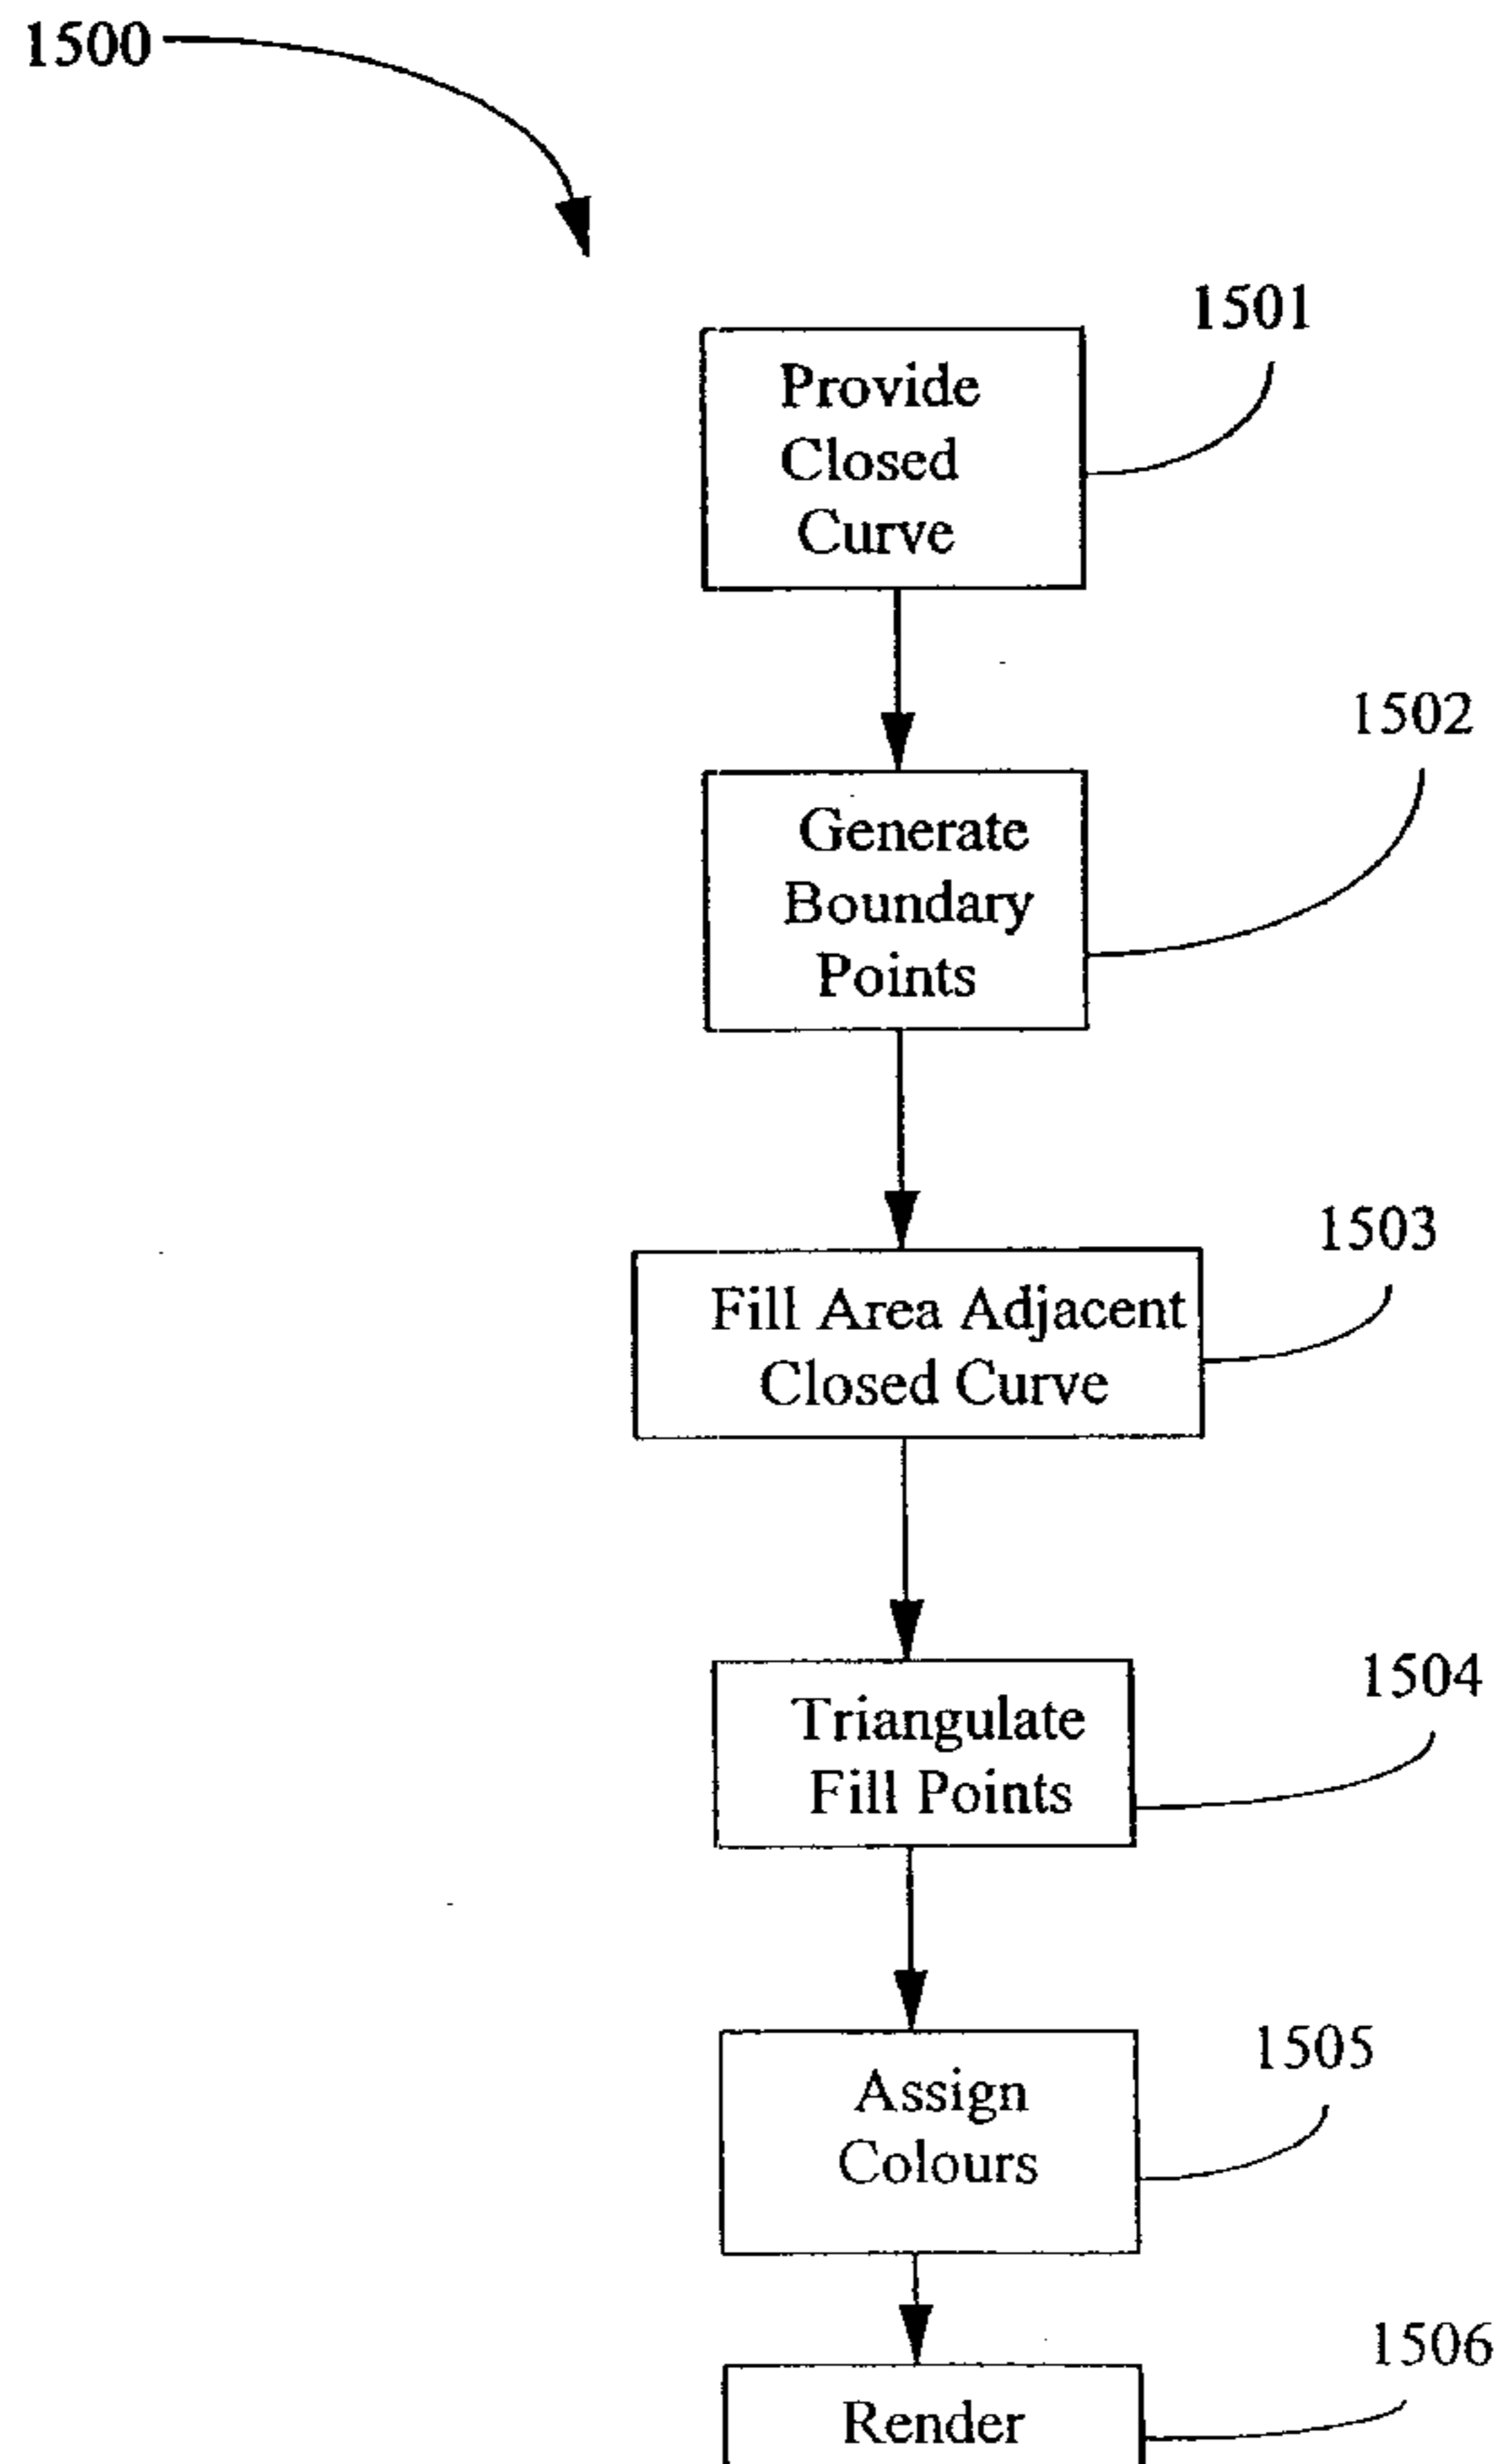 1500
1501
Provide
Closed
Curve
1502
Generate
Boundary
Points
1503
Fill Area Adjacent
Closed Curve
1504
Triangulate
Fill Points
1505
Assign
Colours
1506
Render